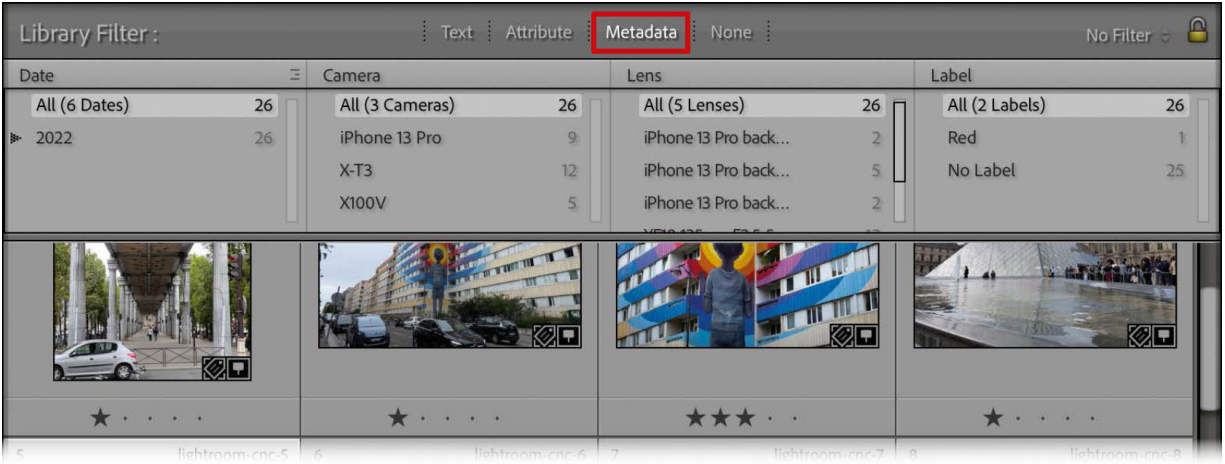 Library Filter : Text Attribute Metadata None No Filter
Date Camera Lens Label
All (6 Dates) 26 All (3 Cameras) 26 All (5 Lenses) 26 All (2 Labels) 26
2022 26 iPhone 13 Pro 9 iPhone 13 Pro back... 2 Red 1
X-T3 12 iPhone 13 Pro back... 5 No Label 25
X100V 5 iPhone 13 Pro back... 2
5 lightroom-cnc-5 6 lightroom-cnc-6 7 lightroom-cnc-7 8 lightroom-cnc-8